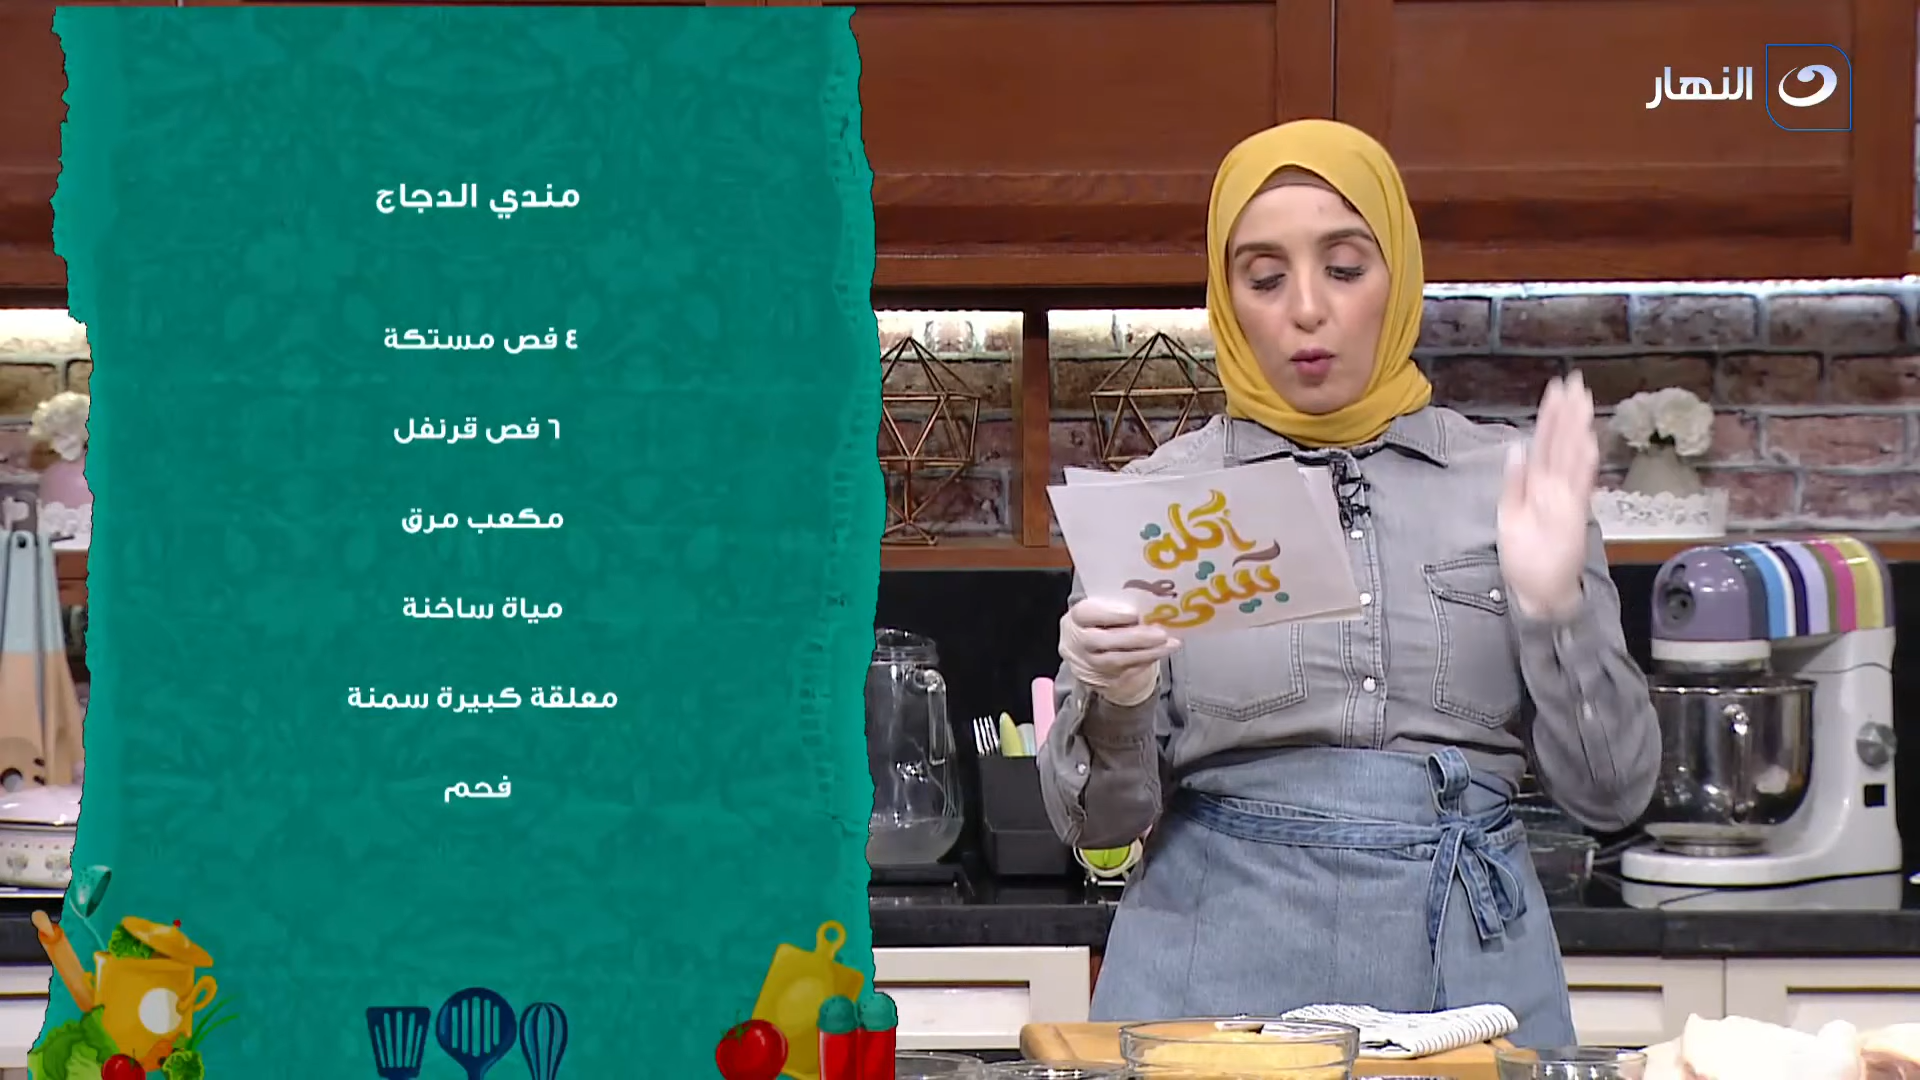 النهار
مندي الدجاج
٤ فص مستكة
٦ فص قرنفل
مكعب مرق
مياة ساخنة
معلقة كبيرة سمنة
فحم
أكلة
بيتي